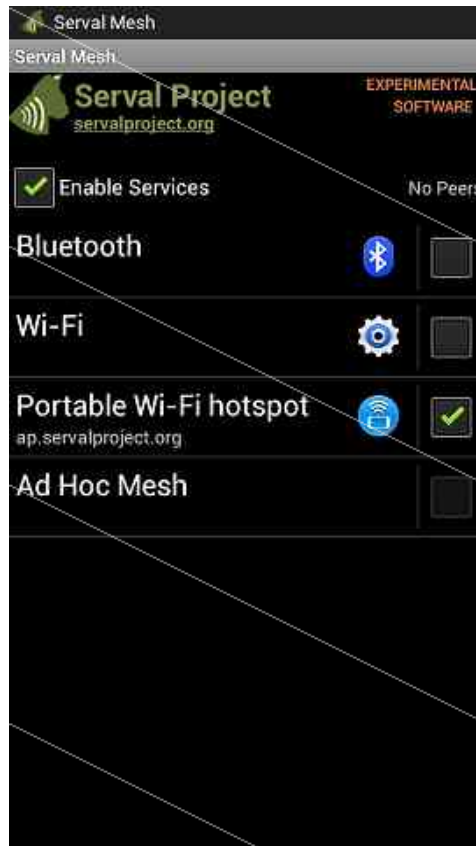 Serval Mesh
Serval Mesh
Serval Project
servalproject.org
EXPERIMENTAL
SOFTWARE
Enable Services
No Peers
Bluetooth
Wi-Fi
Portable Wi-Fi hotspot
ap.servalproject.org
Ad Hoc Mesh